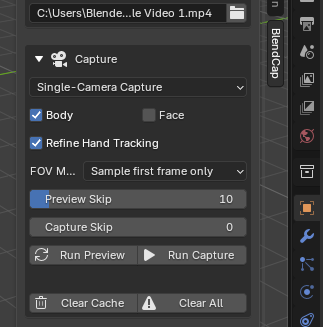 C:\Users\Blende...le Video 1.mp4
BlendCap
Capture
Single-Camera Capture
Body Face
Refine Hand Tracking
FOV M... Sample first frame only
Preview Skip 10
Capture Skip 0
Run Preview Run Capture
Clear Cache Clear All